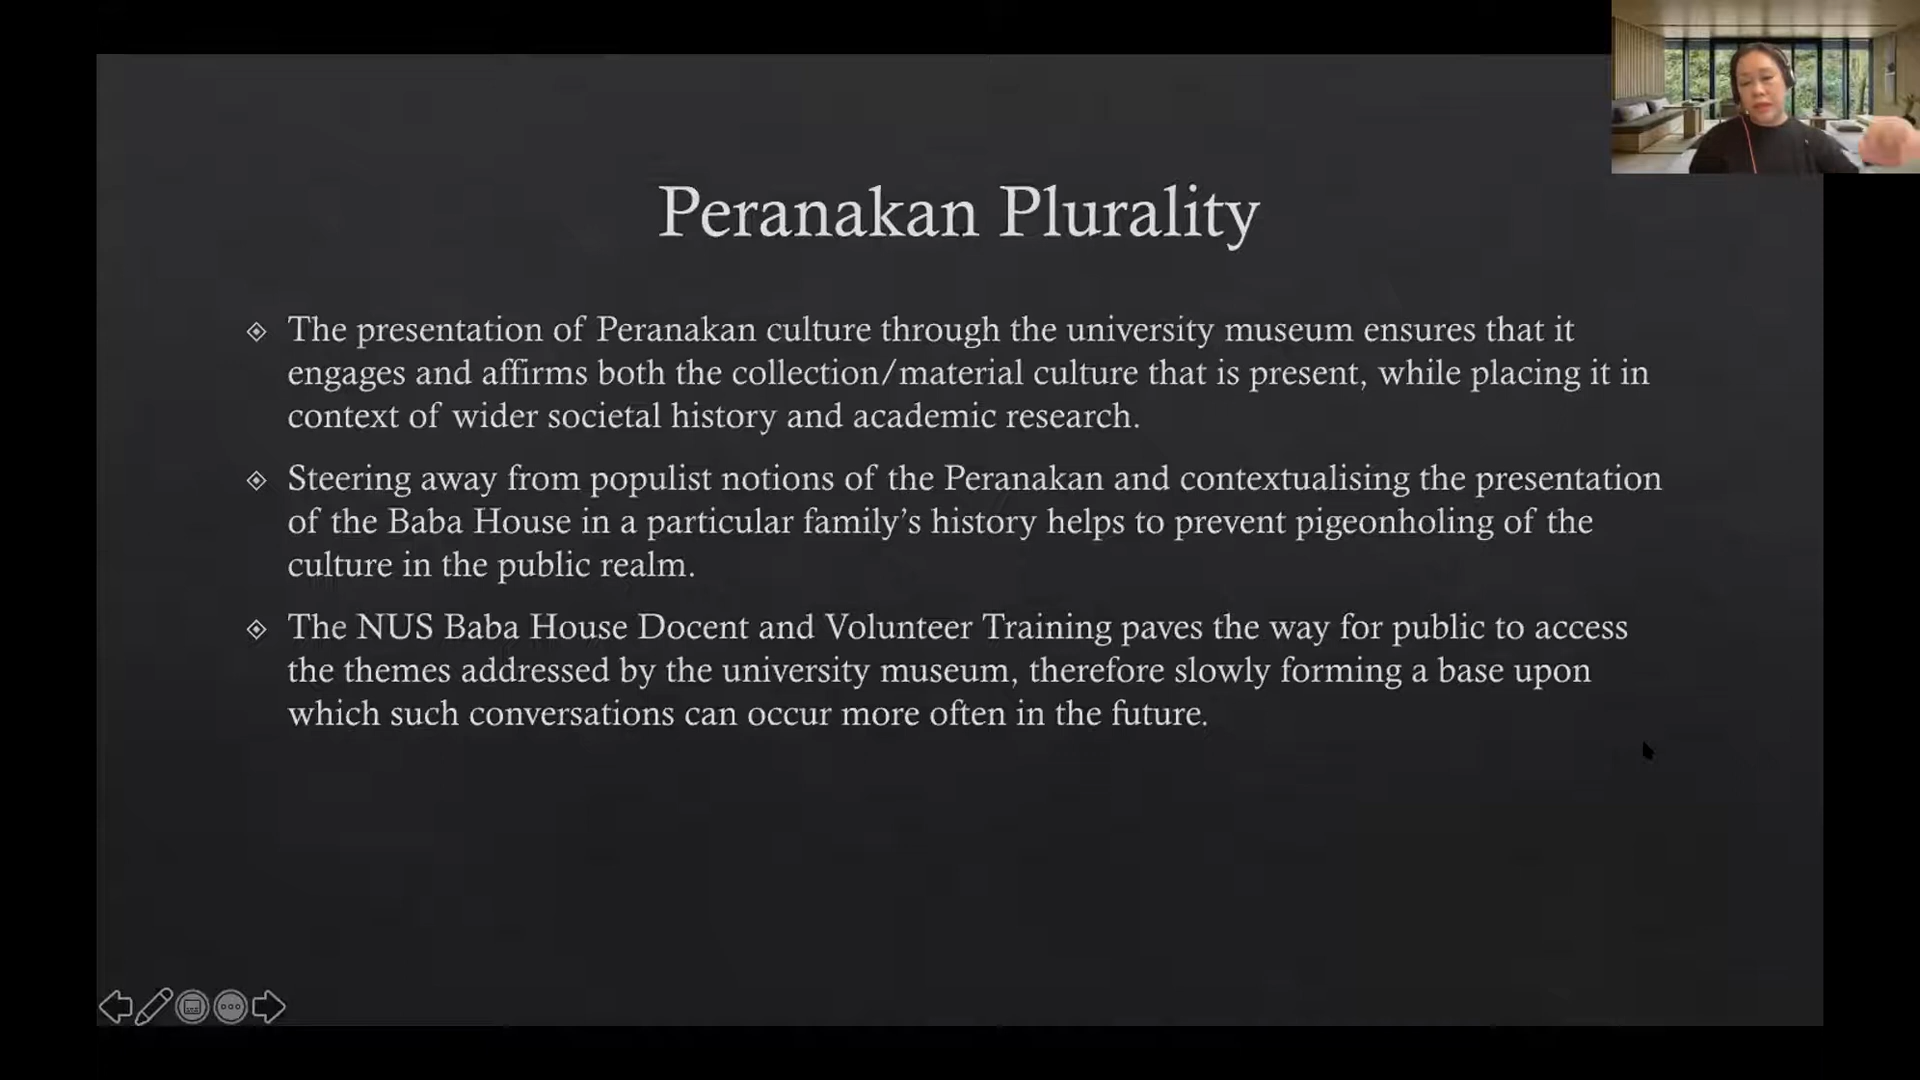 Peranakan Plurality
The presentation of Peranakan culture through the university museum ensures that it
engages and affirms both the collection/material culture that is present, while placing it in
context of wider societal history and academic research.
Steering away from populist notions of the Peranakan and contextualising the presentation
of the Baba House in a particular family’s history helps to prevent pigeonholing of the
culture in the public realm.
The NUS Baba House Docent and Volunteer Training paves the way for public to access
the themes addressed by the university museum, therefore slowly forming a base upon
which such conversations can occur more often in the future.